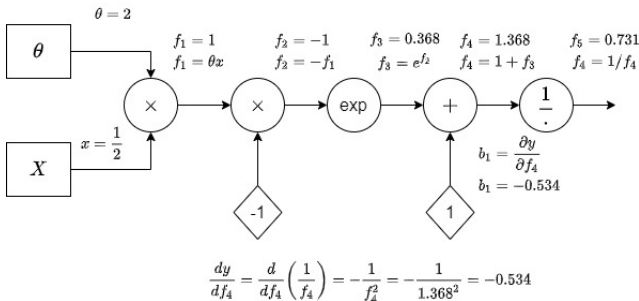 θ = 2
θ
f₁ = 1
f₁ = θx
f₂ = −1
f₂ = −f₁
f₃ = 0.368
f₃ = e^{f₂}
f₄ = 1.368
f₄ = 1 + f₃
f₅ = 0.731
f₄ = 1/f₄
×
×
exp
+
1/.
X
x = 1/2
-1
1
b₁ = ∂y/∂f₄
b₁ = −0.534
dy/df₄ = d/df₄ (1/f₄) = −1/f₄² = −1/1.368² = −0.534